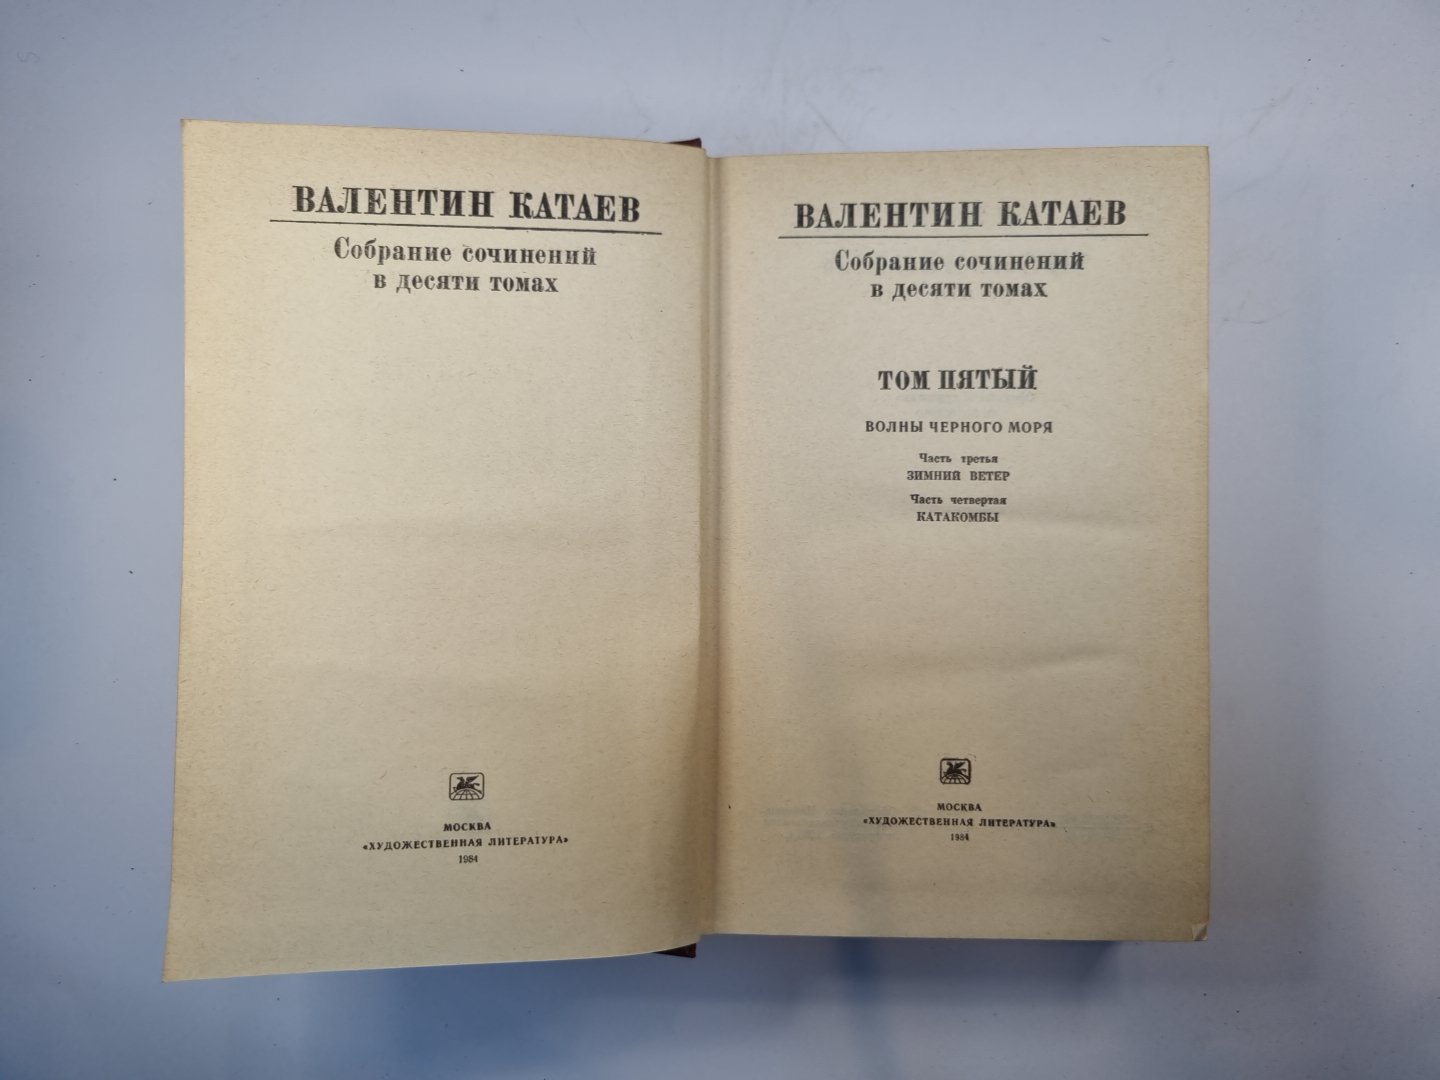 ВАЛЕНТИН КАТАЕВ
Собрание сочинений
в десяти томах
МОСКВА
«ХУДОЖЕСТВЕННАЯ ЛИТЕРАТУРА»
1984
ВАЛЕНТИН КАТАЕВ
Собрание сочинений
в десяти томах
ТОМ ПЯТЫЙ
ВОЛНЫ ЧЕРНОГО МОРЯ
Часть третья
ЗИМНИЙ ВЕТЕР
Часть четвертая
КАТАКОМБЫ
МОСКВА
«ХУДОЖЕСТВЕННАЯ ЛИТЕРАТУРА»
1984